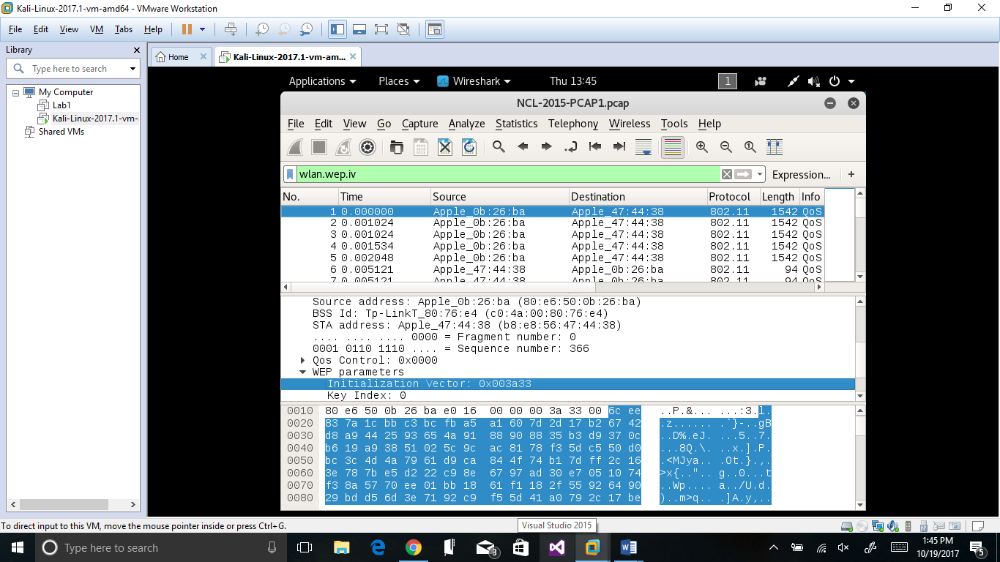 Kali-Linux-2017.1-vm-amd64 - VMware Workstation
File Edit View VM Tabs Help
Library
Type here to search
My Computer
Lab1
Kali-Linux-2017.1-vm-
Shared VMs
Home Kali-Linux-2017.1-vm-am...
Applications Places Wireshark Thu 13:45 1
NCL-2015-PCAP1.pcap
File Edit View Go Capture Analyze Statistics Telephony Wireless Tools Help
wlan.wep.iv Expression... +
No. Time Source Destination Protocol Length Info
1 0.000000 Apple_0b:26:ba Apple_47:44:38 802.11 1542 QoS
2 0.001024 Apple_0b:26:ba Apple_47:44:38 802.11 1542 QoS
3 0.001024 Apple_0b:26:ba Apple_47:44:38 802.11 1542 QoS
4 0.001534 Apple_0b:26:ba Apple_47:44:38 802.11 1542 QoS
5 0.002048 Apple_0b:26:ba Apple_47:44:38 802.11 1542 QoS
6 0.005121 Apple_47:44:38 Apple_0b:26:ba 802.11 94 QoS
7 0.005121 Apple_47:44:38 Apple_0b:26:ba 802.11 94 QoS
Source address: Apple_0b:26:ba (80:e6:50:0b:26:ba)
BSS Id: Tp-LinkT_80:76:e4 (c0:4a:00:80:76:e4)
STA address: Apple_47:44:38 (b8:e8:56:47:44:38)
.... .... .... 0000 = Fragment number: 0
0001 0110 1110 .... = Sequence number: 366
Qos Control: 0x0000
WEP parameters
Initialization Vector: 0x003a33
Key Index: 0
0010 80 e6 50 0b 26 ba e0 16 00 00 00 3a 33 00 6c ee ..P.&... ...:3.l.
0020 83 7a 1c bb c3 bc fb a5 a1 60 7d 2d 17 b2 67 42 .z...... .`}-..gB
0030 d8 a9 44 25 93 65 4a 91 88 90 88 35 b3 d9 37 0c ..D%.eJ. ...5..7.
0040 b6 19 a9 38 51 02 5c 9c ac 81 78 f3 5d c5 50 d0 ...8Q.\. ..x.].P.
0050 bc 3c 4d 4a 79 61 d9 ca 84 4f 74 b1 7d ff 2c 16 .<MJya.. .Ot.}.,.
0060 3e 78 7b e5 d2 22 c9 8e 67 97 ad 30 e7 05 10 74 >x{..".. g..0...t
0070 f3 8a 57 70 ee 01 bb 18 61 f1 18 2f 55 92 64 90 ..Wp.... a../U.d.
0080 29 bd d5 6d 3e 71 92 c9 f5 5d 41 a0 79 2c 17 be )..m>q.. .]A.y,..
To direct input to this VM, move the mouse pointer inside or press Ctrl+G.
Visual Studio 2015
Type here to search
3
1:45 PM
10/19/2017
5